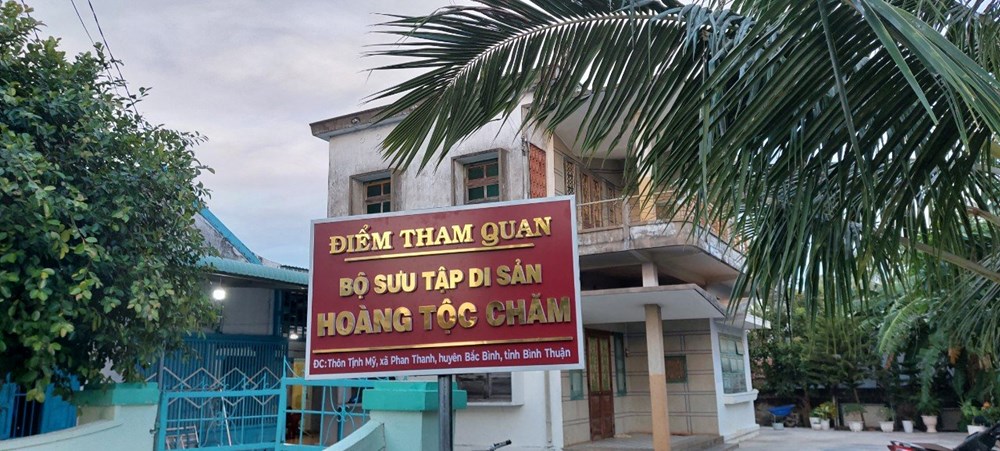 ĐIỂM THAM QUAN
BỘ SƯU TẬP DI SẢN
HOÀNG TỘC CHĂM
ĐC: Thôn Tịnh Mỹ, xã Phan Thanh, huyện Bắc Bình, tỉnh Bình Thuận